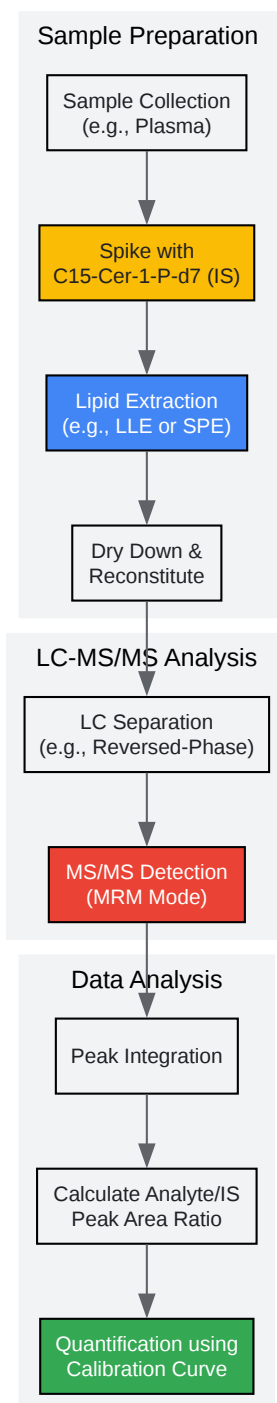 Sample Preparation
Sample Collection
(e.g., Plasma)
Spike with
C15-Cer-1-P-d7 (IS)
Lipid Extraction
(e.g., LLE or SPE)
Dry Down &
Reconstitute
LC-MS/MS Analysis
LC Separation
(e.g., Reversed-Phase)
MS/MS Detection
(MRM Mode)
Data Analysis
Peak Integration
Calculate Analyte/IS
Peak Area Ratio
Quantification using
Calibration Curve